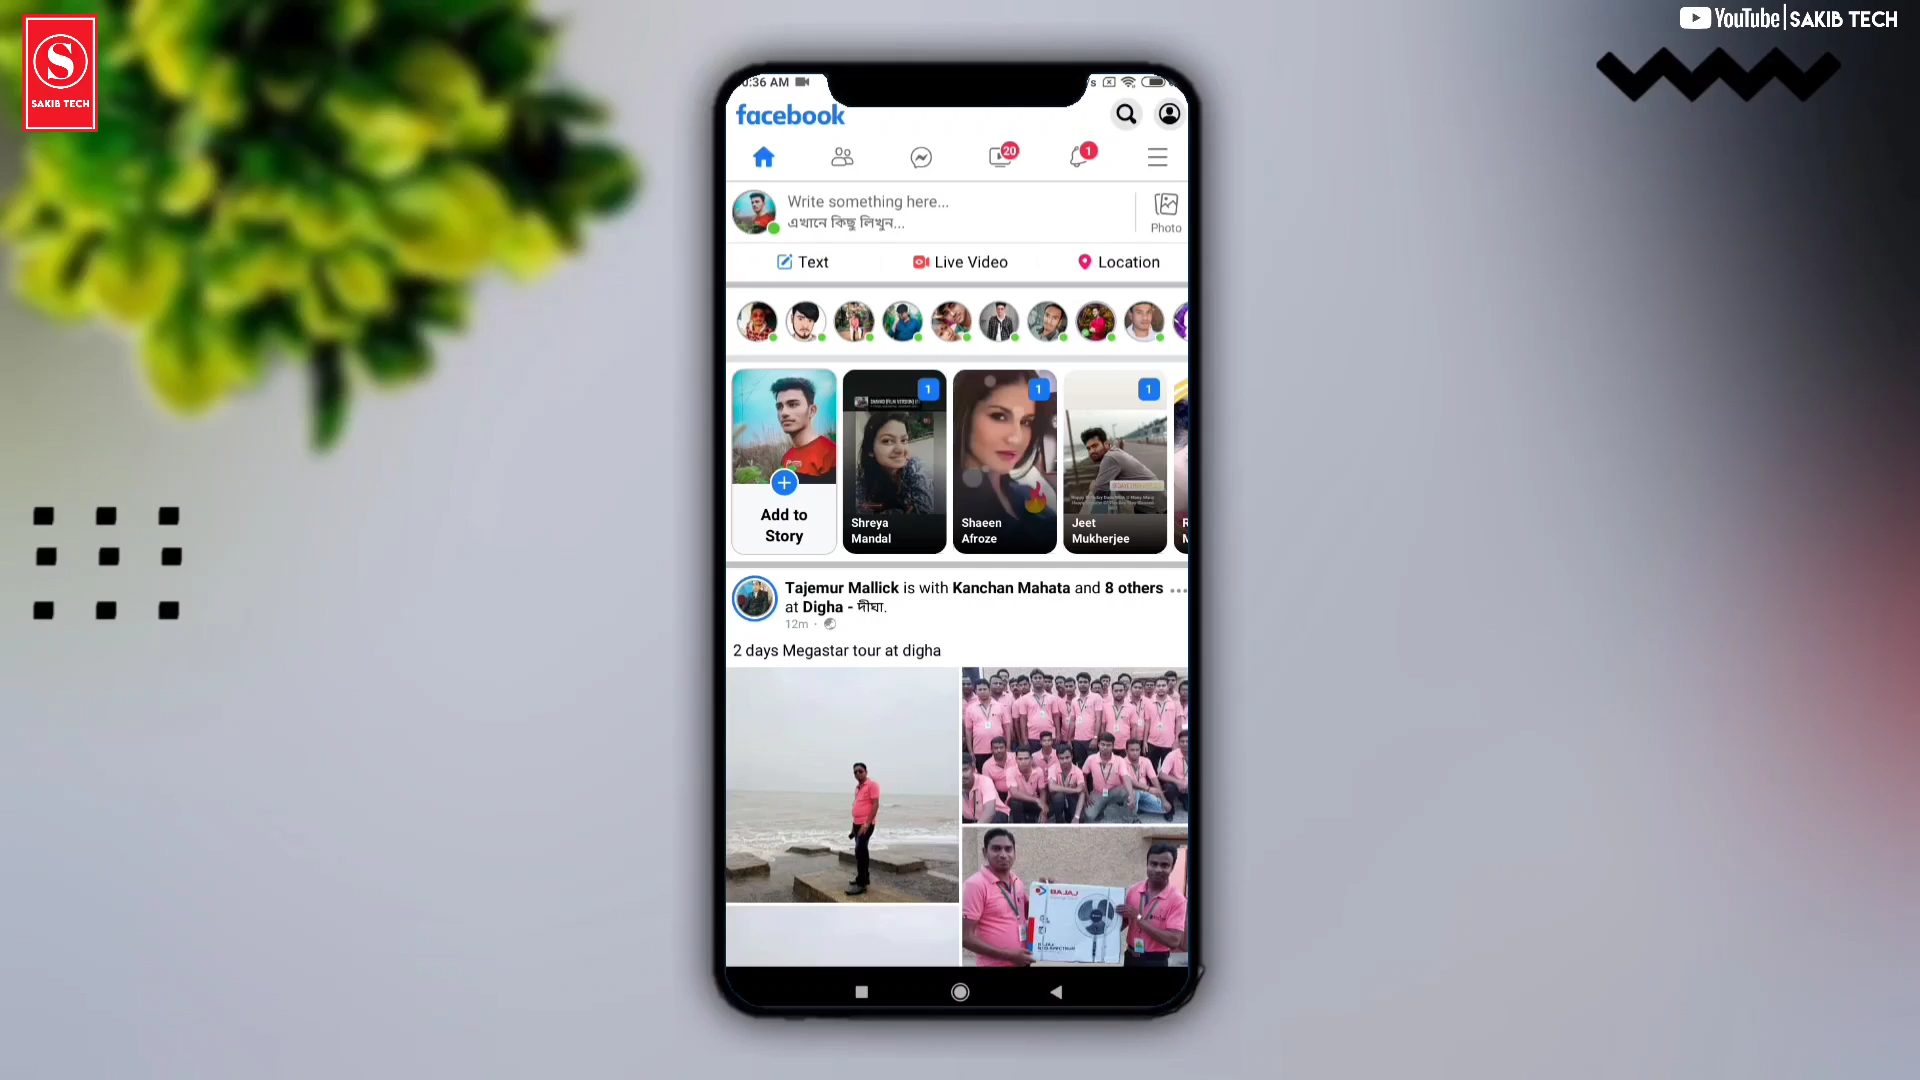 S
SAKIB TECH
YouTube | SAKIB TECH
:36 AM
facebook
20
1
Write something here...
এখানে কিছু লিখুন...
Photo
Text
Live Video
Location
1
1
1
Add to
Story
Shreya
Mandal
Shaeen
Afroze
Jeet
Mukherjee
Tajemur Mallick is with Kanchan Mahata and 8 others
at Digha - দীঘা.
12m
2 days Megastar tour at digha
BAJAJ